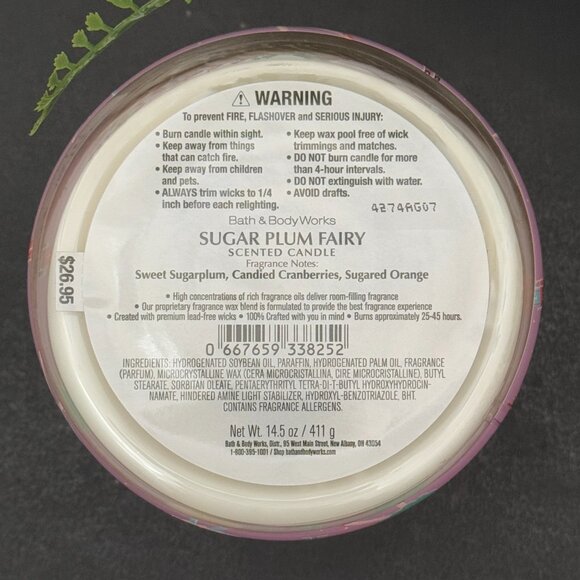 ⚠ WARNING
To prevent FIRE, FLASHOVER and SERIOUS INJURY:
• Burn candle within sight.
• Keep away from things
that can catch fire.
• Keep away from children
and pets.
• ALWAYS trim wicks to 1/4
inch before each relighting.
• Keep wax pool free of wick
trimmings and matches.
• DO NOT burn candle for more
than 4-hour intervals.
• DO NOT extinguish with water.
• AVOID drafts.
4274AG07
Bath & Body Works
SUGAR PLUM FAIRY
SCENTED CANDLE
Fragrance Notes:
Sweet Sugarplum, Candied Cranberries, Sugared Orange
$26.95
• High concentrations of rich fragrance oils deliver room-filling fragrance
• Our proprietary fragrance wax blend is formulated to provide the best fragrance experience
• Created with premium lead-free wicks • 100% Crafted with you in mind • Burns approximately 25-45 hours.
0 667659 338252
INGREDIENTS: HYDROGENATED SOYBEAN OIL, PARAFFIN, HYDROGENATED PALM OIL, FRAGRANCE
(PARFUM), MICROCRYSTALLINE WAX (CERA MICROCRISTALLINA, CIRE MICROCRISTALLINE), BUTYL
STEARATE, SORBITAN OLEATE, PENTAERYTHRITYL TETRA-DI-T-BUTYL HYDROXYHYDROCIN-
NAMATE, HINDERED AMINE LIGHT STABILIZER, HYDROXYL-BENZOTRIAZOLE, BHT.
CONTAINS FRAGRANCE ALLERGENS.
Net Wt. 14.5 oz / 411 g
Bath & Body Works, Distr., 95 West Main Street, New Albany, OH 43054
1-800-395-1001 / Shop bathandbodyworks.com